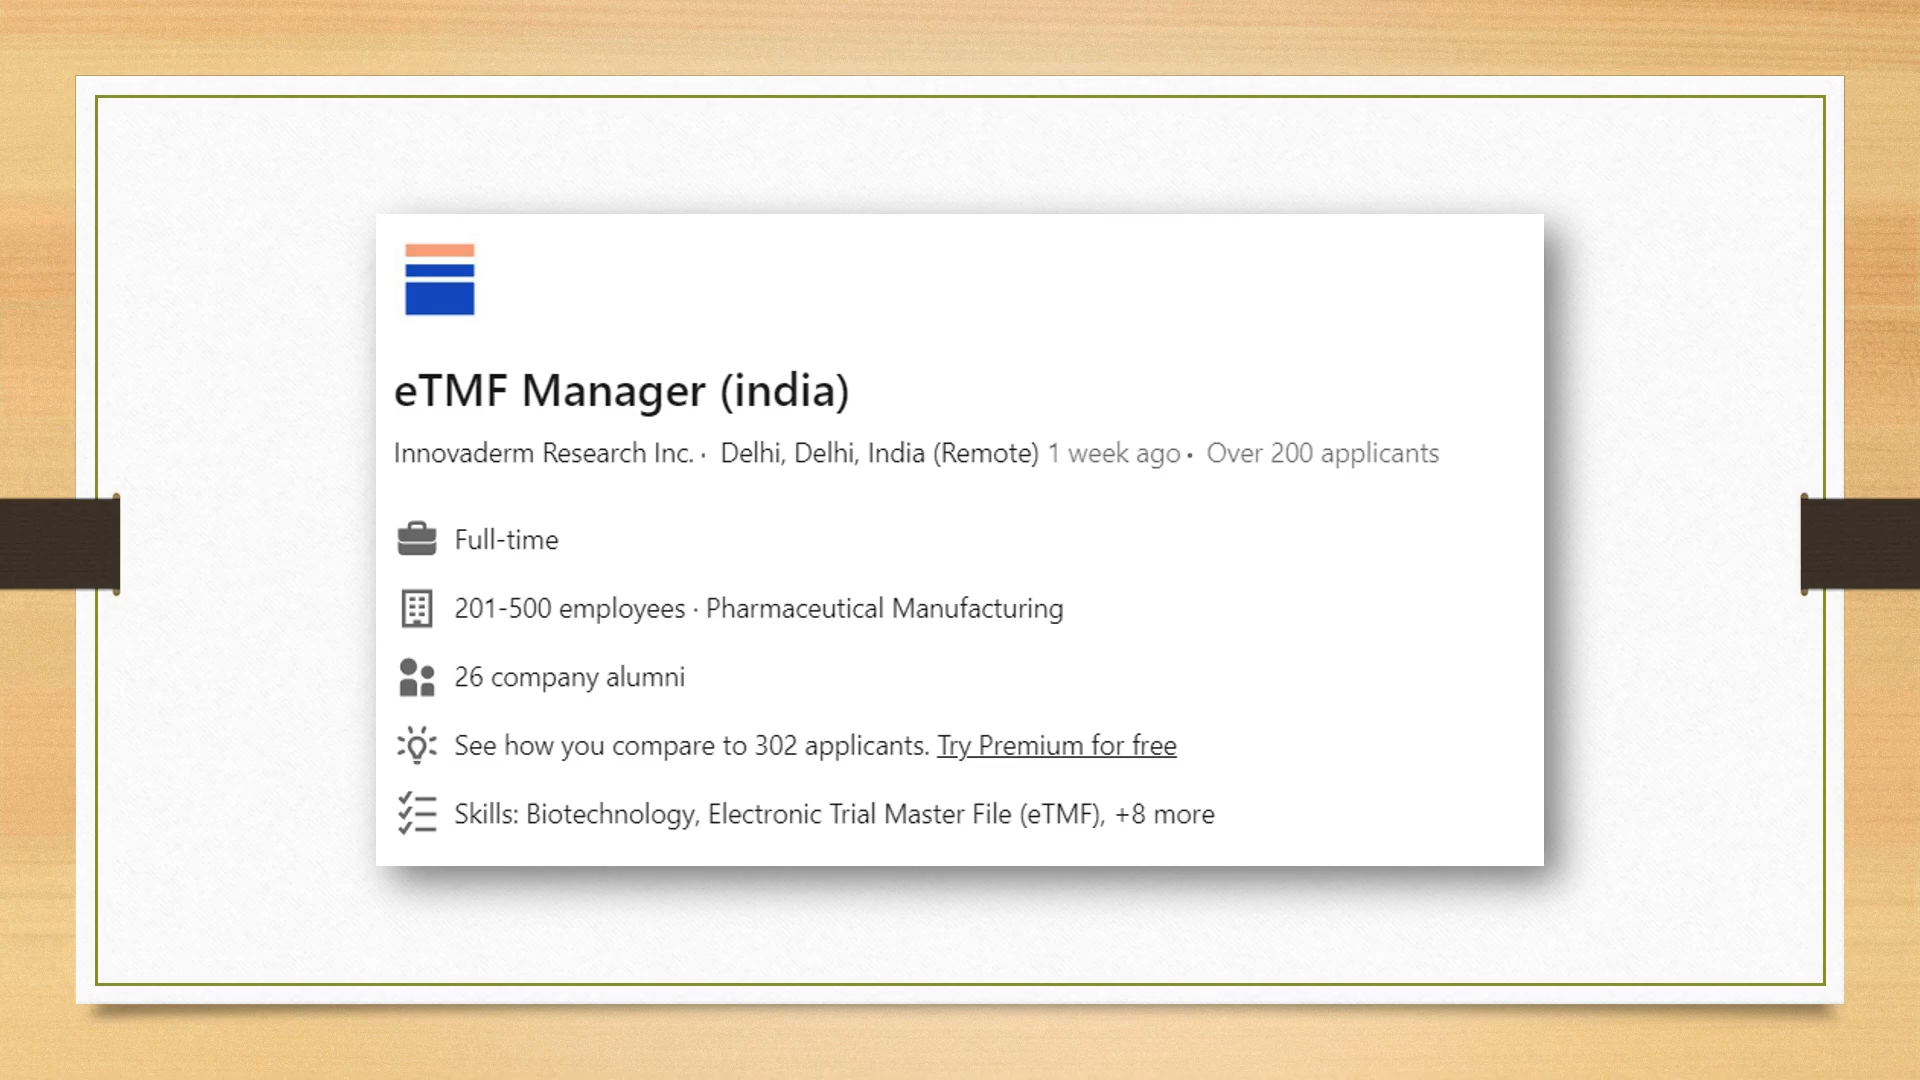 eTMF Manager (india)
Innovaderm Research Inc. · Delhi, Delhi, India (Remote) 1 week ago · Over 200 applicants
Full-time
201-500 employees · Pharmaceutical Manufacturing
26 company alumni
See how you compare to 302 applicants. Try Premium for free
Skills: Biotechnology, Electronic Trial Master File (eTMF), +8 more